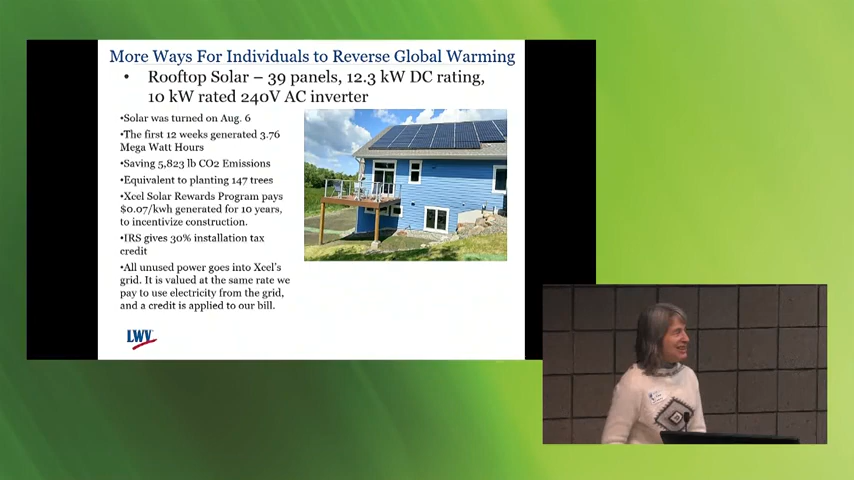 More Ways For Individuals to Reverse Global Warming
• Rooftop Solar – 39 panels, 12.3 kW DC rating,
10 kW rated 240V AC inverter
•Solar was turned on Aug. 6
•The first 12 weeks generated 3.76
Mega Watt Hours
•Saving 5,823 lb CO2 Emissions
•Equivalent to planting 147 trees
•Xcel Solar Rewards Program pays
$0.07/kwh generated for 10 years,
to incentivize construction.
•IRS gives 30% installation tax
credit
•All unused power goes into Xcel's
grid. It is valued at the same rate we
pay to use electricity from the grid,
and a credit is applied to our bill.
LWV